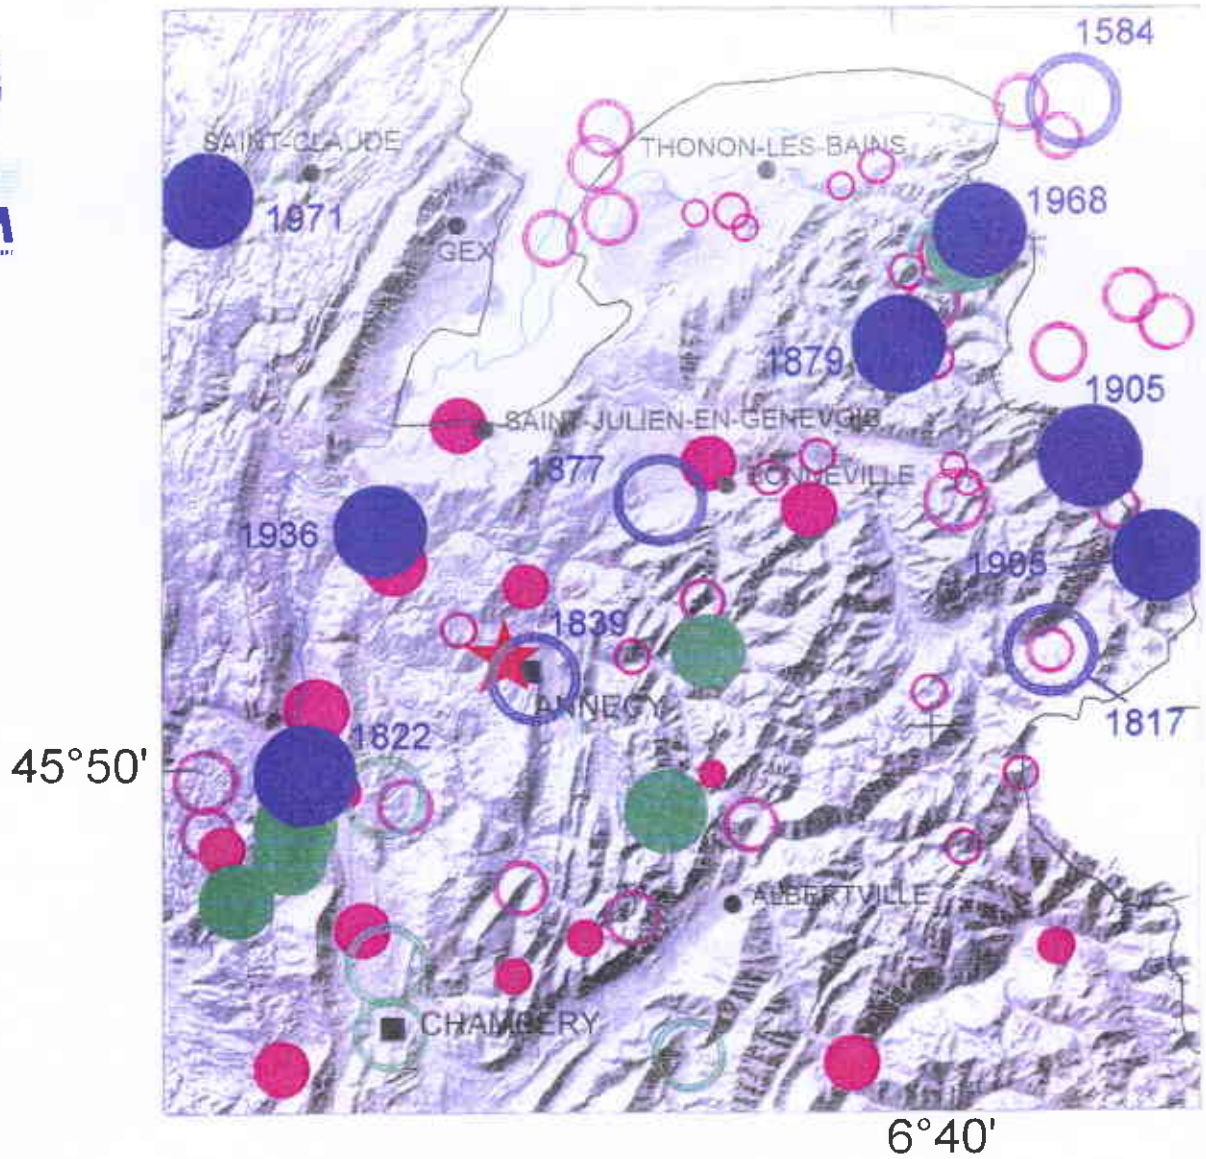 1584
SAINT-CLAUDE
THONON-LES-BAINS
1971
1968
GEX
1879
1905
SAINT-JULIEN-EN-GENEVOIS
1877
BONNEVILLE
1936
1905
1839
ANNECY
1817
1822
45°50'
ALBERTVILLE
CHAMBERY
6°40'